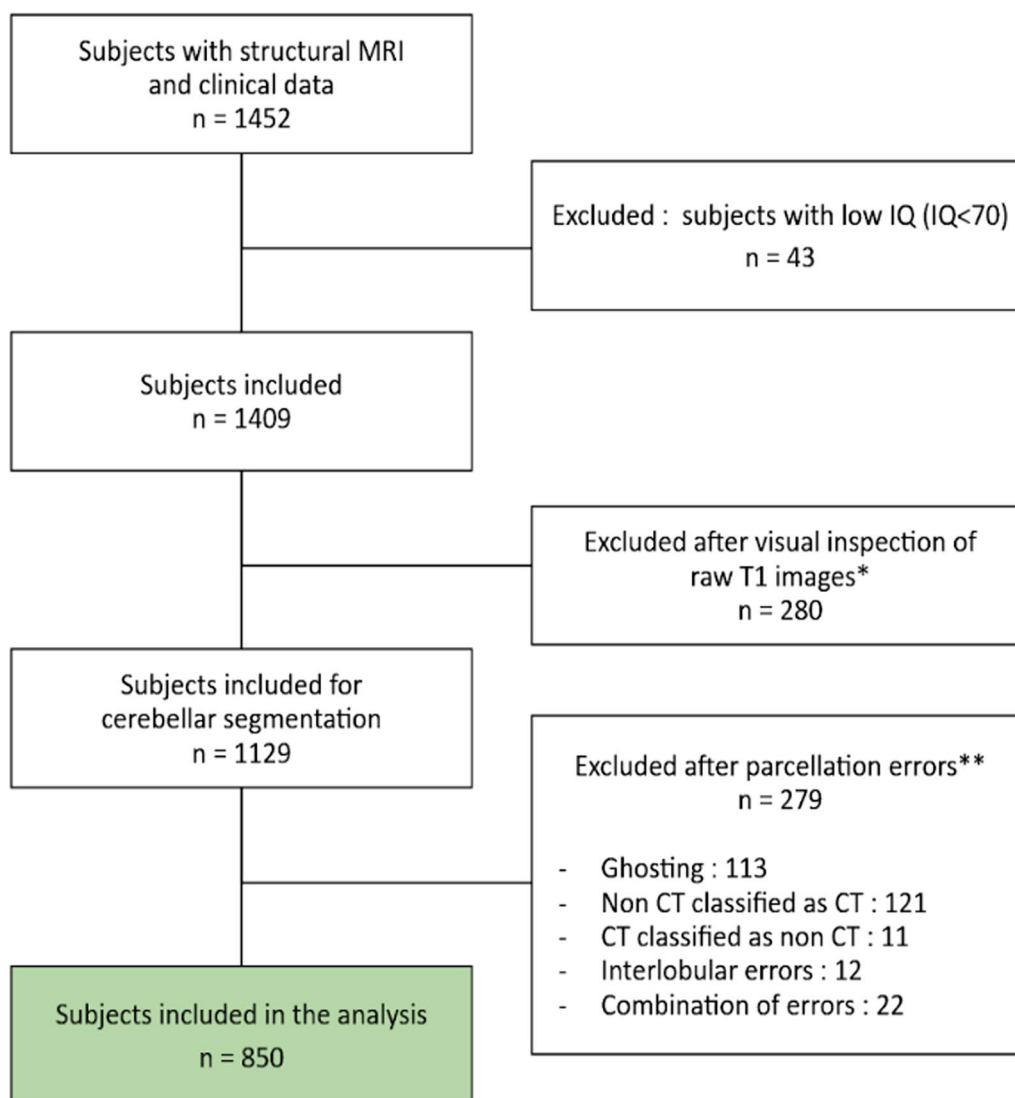 Subjects with structural MRI
and clinical data
n = 1452
Excluded :  subjects with low IQ (IQ<70)
n = 43
Subjects included
n = 1409
Excluded after visual inspection of
raw T1 images*
n = 280
Subjects included for
cerebellar segmentation
n = 1129
Excluded after parcellation errors**
n = 279
- Ghosting : 113
- Non CT classified as CT : 121
- CT classified as non CT : 11
- Interlobular errors : 12
- Combination of errors : 22
Subjects included in the analysis
n = 850